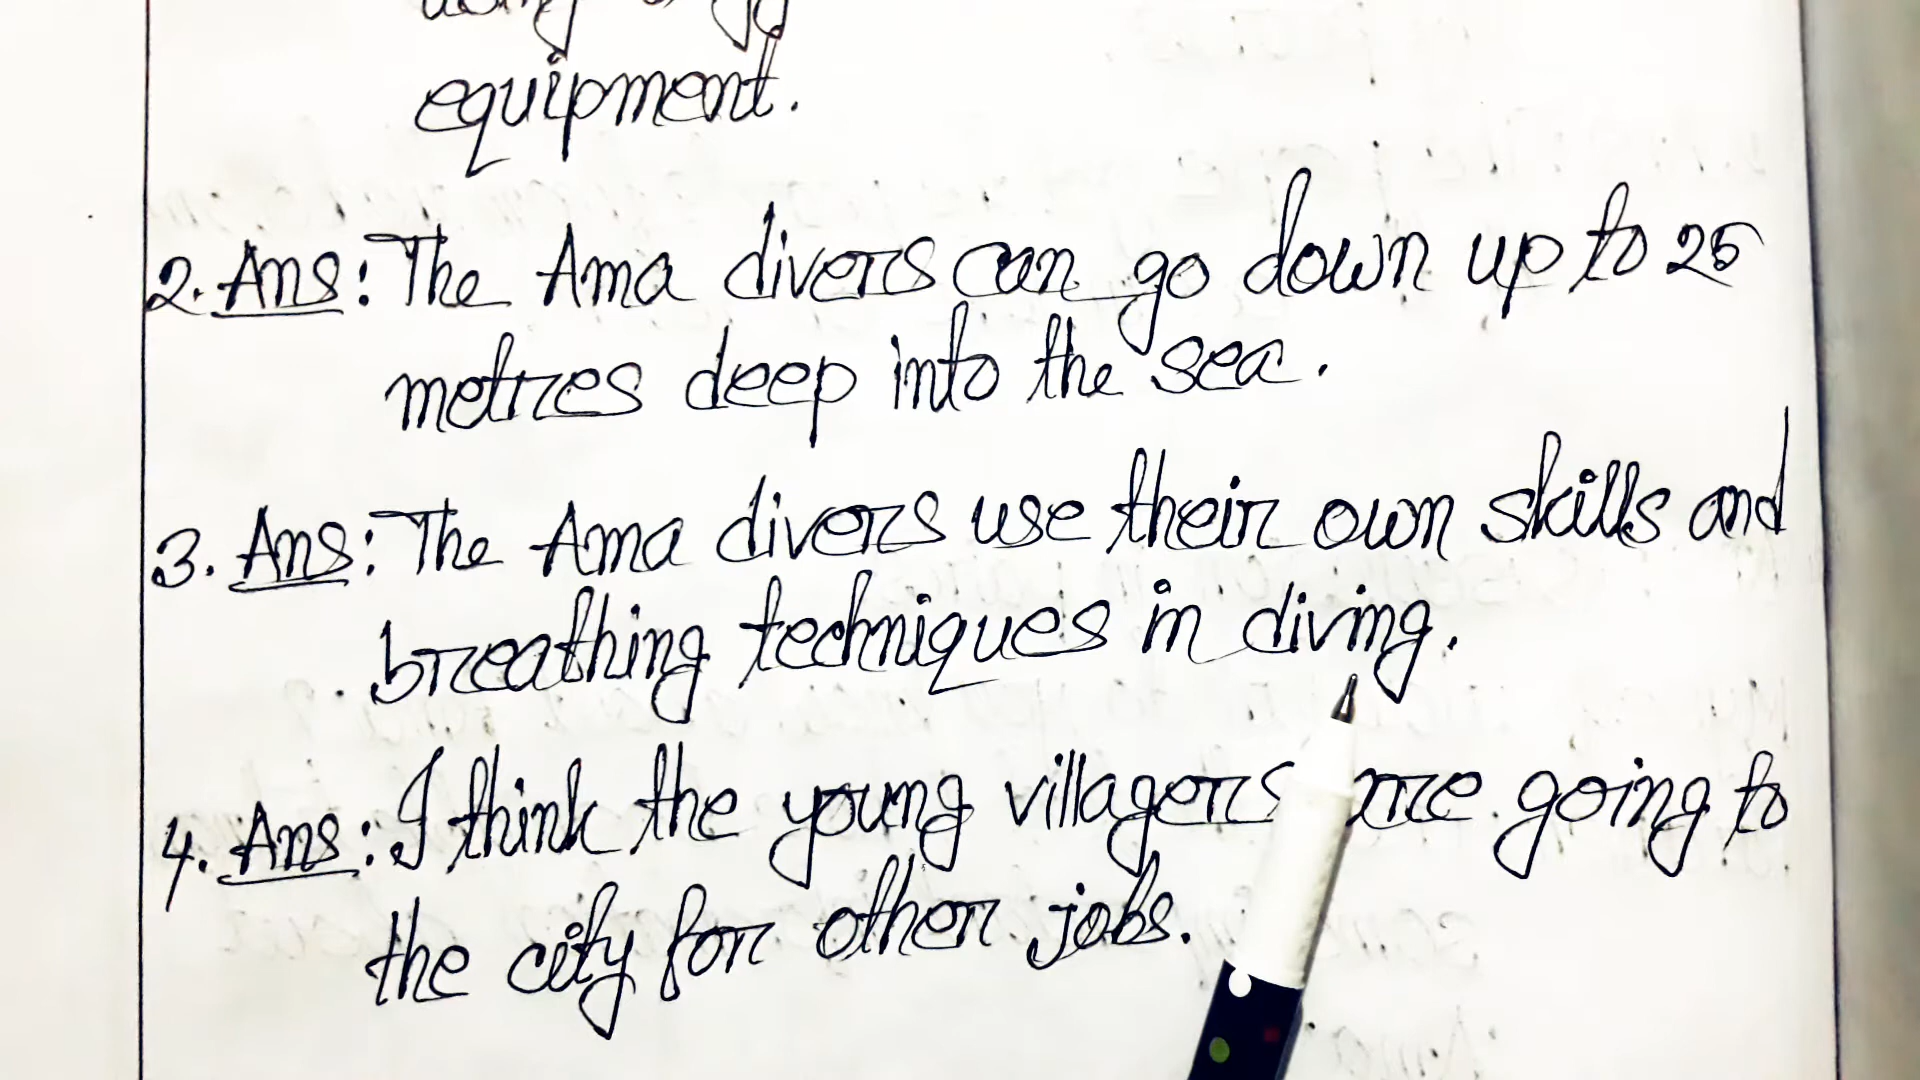 equipment.
2. Ans: The Ama divers can go down up to 25
metres deep into the sea.
3. Ans: The Ama divers use their own skills and
breathing techniques in diving.
4. Ans: I think the young villagers are going to
the city for other jobs.